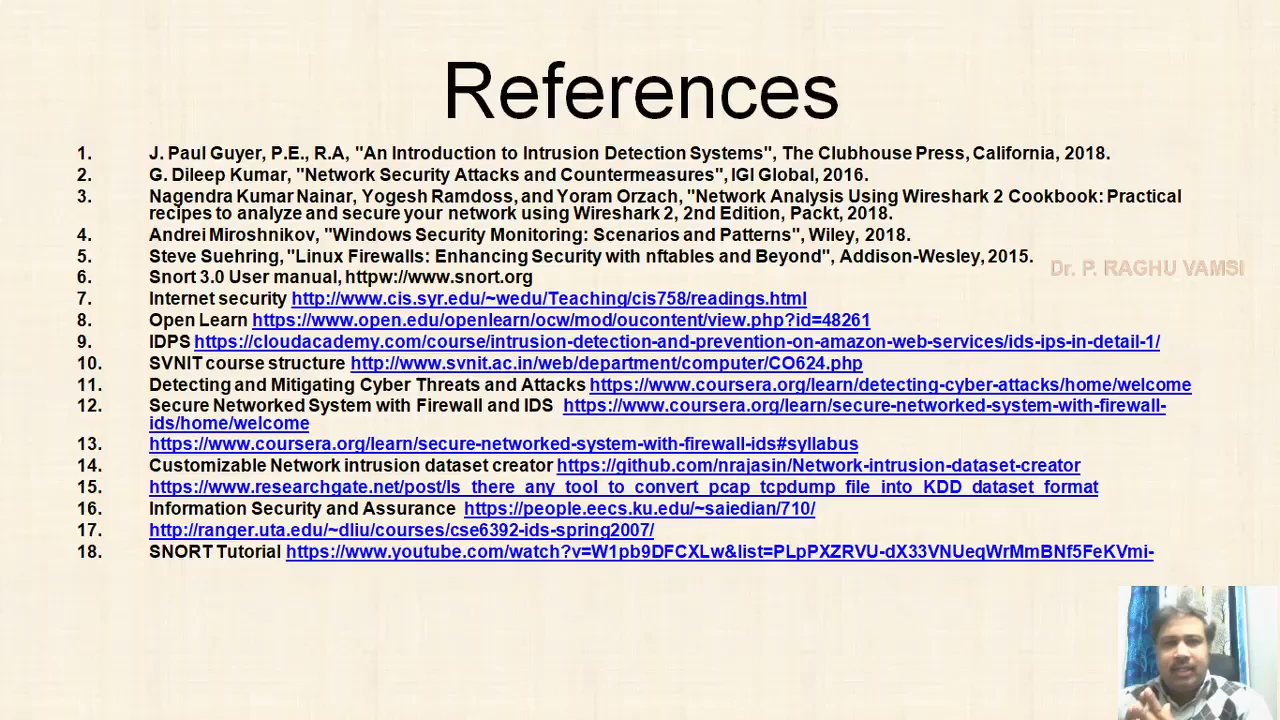 References
1. J. Paul Guyer, P.E., R.A, "An Introduction to Intrusion Detection Systems", The Clubhouse Press, California, 2018.
2. G. Dileep Kumar, "Network Security Attacks and Countermeasures", IGI Global, 2016.
3. Nagendra Kumar Nainar, Yogesh Ramdoss, and Yoram Orzach, "Network Analysis Using Wireshark 2 Cookbook: Practical
recipes to analyze and secure your network using Wireshark 2, 2nd Edition, Packt, 2018.
4. Andrei Miroshnikov, "Windows Security Monitoring: Scenarios and Patterns", Wiley, 2018.
5. Steve Suehring, "Linux Firewalls: Enhancing Security with nftables and Beyond", Addison-Wesley, 2015.
Dr. P. RAGHU VAMSI
6. Snort 3.0 User manual, httpw://www.snort.org
7. Internet security http://www.cis.syr.edu/~wedu/Teaching/cis758/readings.html
8. Open Learn https://www.open.edu/openlearn/ocw/mod/oucontent/view.php?id=48261
9. IDPS https://cloudacademy.com/course/intrusion-detection-and-prevention-on-amazon-web-services/ids-ips-in-detail-1/
10. SVNIT course structure http://www.svnit.ac.in/web/department/computer/CO624.php
11. Detecting and Mitigating Cyber Threats and Attacks https://www.coursera.org/learn/detecting-cyber-attacks/home/welcome
12. Secure Networked System with Firewall and IDS https://www.coursera.org/learn/secure-networked-system-with-firewall-
ids/home/welcome
13. https://www.coursera.org/learn/secure-networked-system-with-firewall-ids#syllabus
14. Customizable Network intrusion dataset creator https://github.com/nrajasin/Network-intrusion-dataset-creator
15. https://www.researchgate.net/post/Is_there_any_tool_to_convert_pcap_tcpdump_file_into_KDD_dataset_format
16. Information Security and Assurance https://people.eecs.ku.edu/~saiedian/710/
17. http://ranger.uta.edu/~dliu/courses/cse6392-ids-spring2007/
18. SNORT Tutorial https://www.youtube.com/watch?v=W1pb9DFCXLw&list=PLpPXZRVU-dX33VNUeqWrMmBNf5FeKVmi-